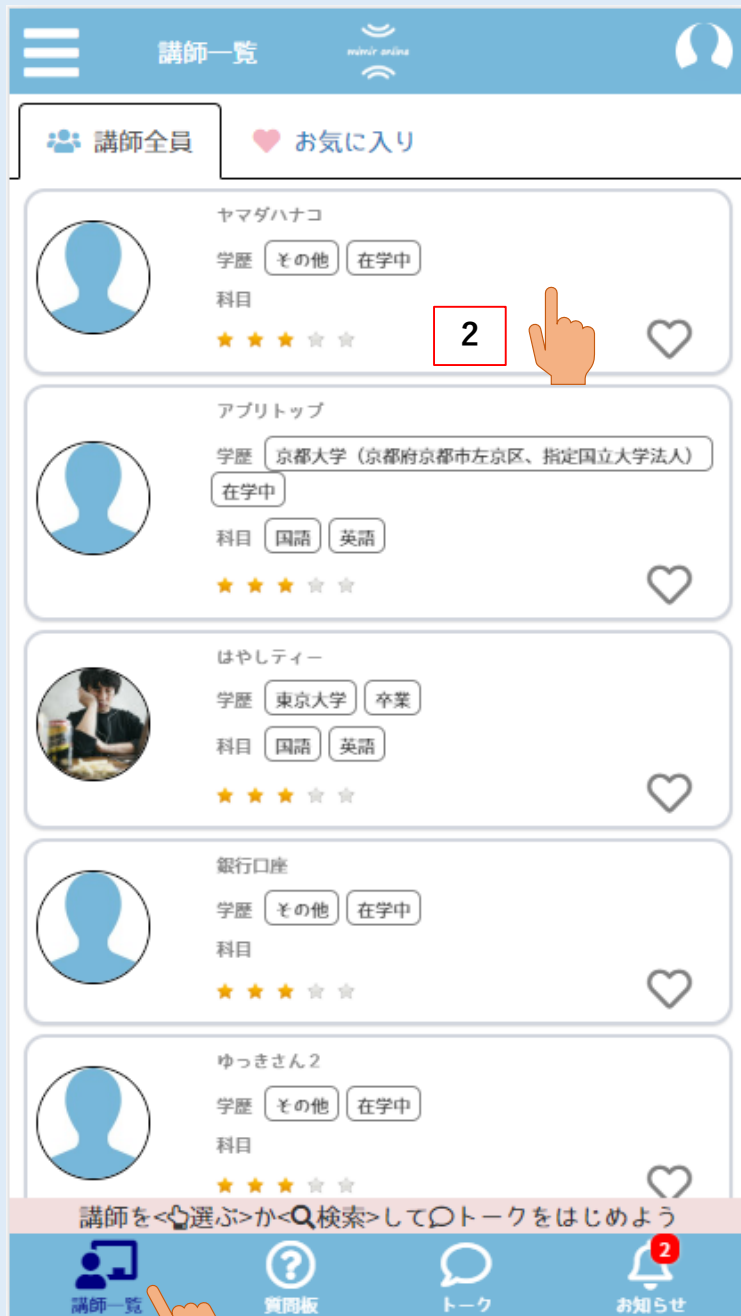 講師一覧
mimir online
講師全員
お気に入り
ヤマダハナコ
学歴 その他 在学中
科目
2
アプリトップ
学歴 京都大学（京都府京都市左京区、指定国立大学法人）
在学中
科目 国語 英語
はやしティー
学歴 東京大学 卒業
科目 国語 英語
銀行口座
学歴 その他 在学中
科目
ゆっきさん2
学歴 その他 在学中
科目
講師を<選ぶ>か<検索>してトークをはじめよう
2
講師一覧 質問板 トーク お知らせ